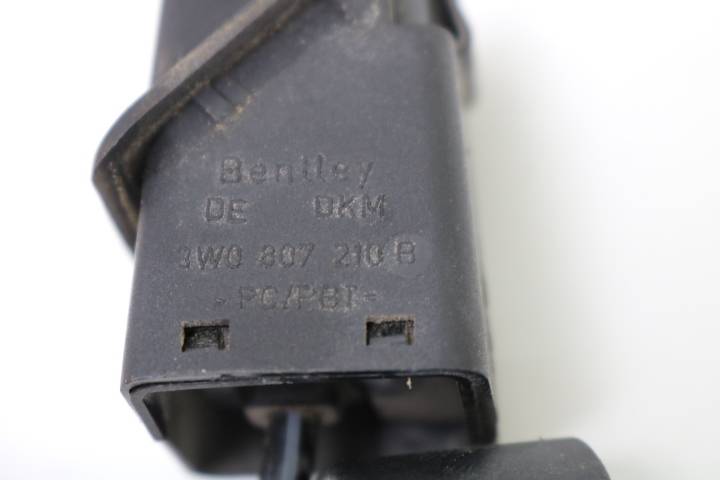 Bentley
DE DKM
3W0 807 210 B
>PC/PBT<